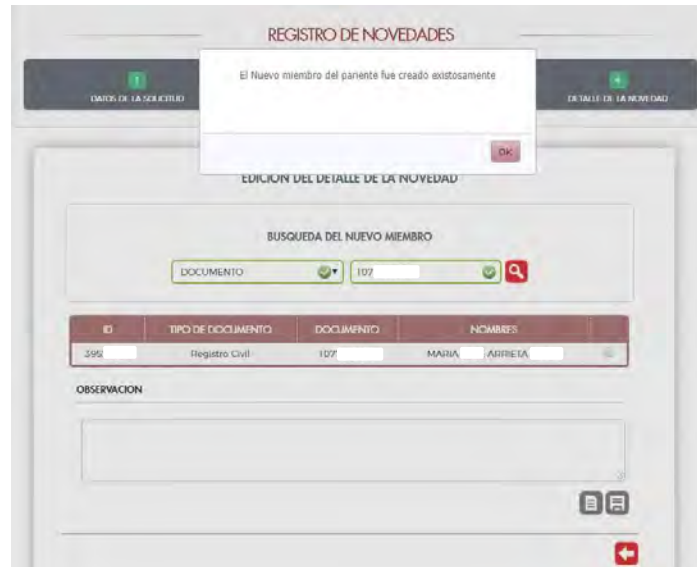 REGISTRO DE NOVEDADES
El Nuevo miembro del pariente fue creado existosamente
OK
1
DATOS DE LA SOLICITUD
4
DETALLE DE LA NOVEDAD
EDICION DEL DETALLE DE LA NOVEDAD
BUSQUEDA DEL NUEVO MIEMBRO
DOCUMENTO 107
ID TIPO DE DOCUMENTO DOCUMENTO NOMBRES
395 Registro Civil 107 MARIA ARRIETA
OBSERVACION